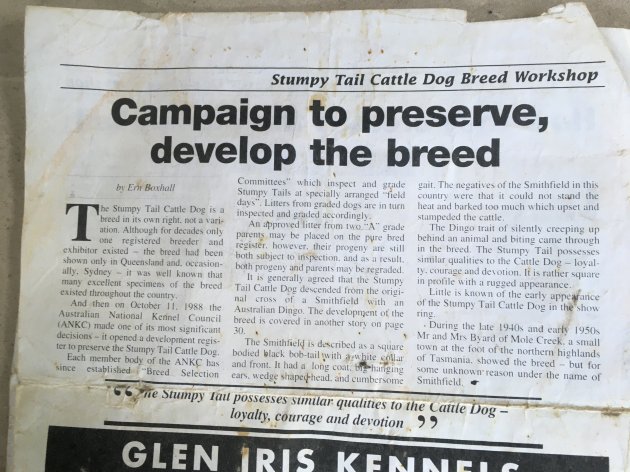 Stumpy Tail Cattle Dog Breed Workshop
Campaign to preserve,
develop the breed
by Ern Boxhall
The Stumpy Tail Cattle Dog is a
breed in its own right, not a vari-
ation. Although for decades only
one registered breeder and
exhibitor existed – the breed had been
shown only in Queensland and, occasion-
ally, Sydney – it was well known that
many excellent specimens of the breed
existed throughout the country.
And then on October 11, 1988 the
Australian National Kennel Council
(ANKC) made one of its most significant
decisions – it opened a development regis-
ter to preserve the Stumpy Tail Cattle Dog.
Each member body of the ANKC has
since established "Breed Selection
Committees" which inspect and grade
Stumpy Tails at specially arranged "field
days". Litters from graded dogs are in turn
inspected and graded accordingly.
An approved litter from two "A" grade
parents may be placed on the pure bred
register, however, their progeny are still
both subject to inspection, and as a result,
both progeny and parents may be regraded.
It is generally agreed that the Stumpy
Tail Cattle Dog descended from the origi-
nal cross of a Smithfield with an
Australian Dingo. The development of the
breed is covered in another story on page
30.
The Smithfield is described as a square
bodied black bob-tail with a white collar
and front. It had a long coat, big hanging
ears, wedge shaped head, and cumbersome
gait. The negatives of the Smithfield in this
country were that it could not stand the
heat and barked too much which upset and
stampeded the cattle.
The Dingo trait of silently creeping up
behind an animal and biting came through
in the breed. The Stumpy Tail possesses
similar qualities to the Cattle Dog – loyal-
ty, courage and devotion. It is rather square
in profile with a rugged appearance.
Little is known of the early appearance
of the Stumpy Tail Cattle Dog in the show
ring.
During the late 1940s and early 1950s
Mr and Mrs Byard of Mole Creek, a small
town at the foot of the northern highlands
of Tasmania, showed the breed – but for
some unknown reason under the name of
Smithfield.
“The Stumpy Tail possesses similar qualities to the Cattle Dog –
loyalty, courage and devotion ”
GLEN IRIS KENNELS